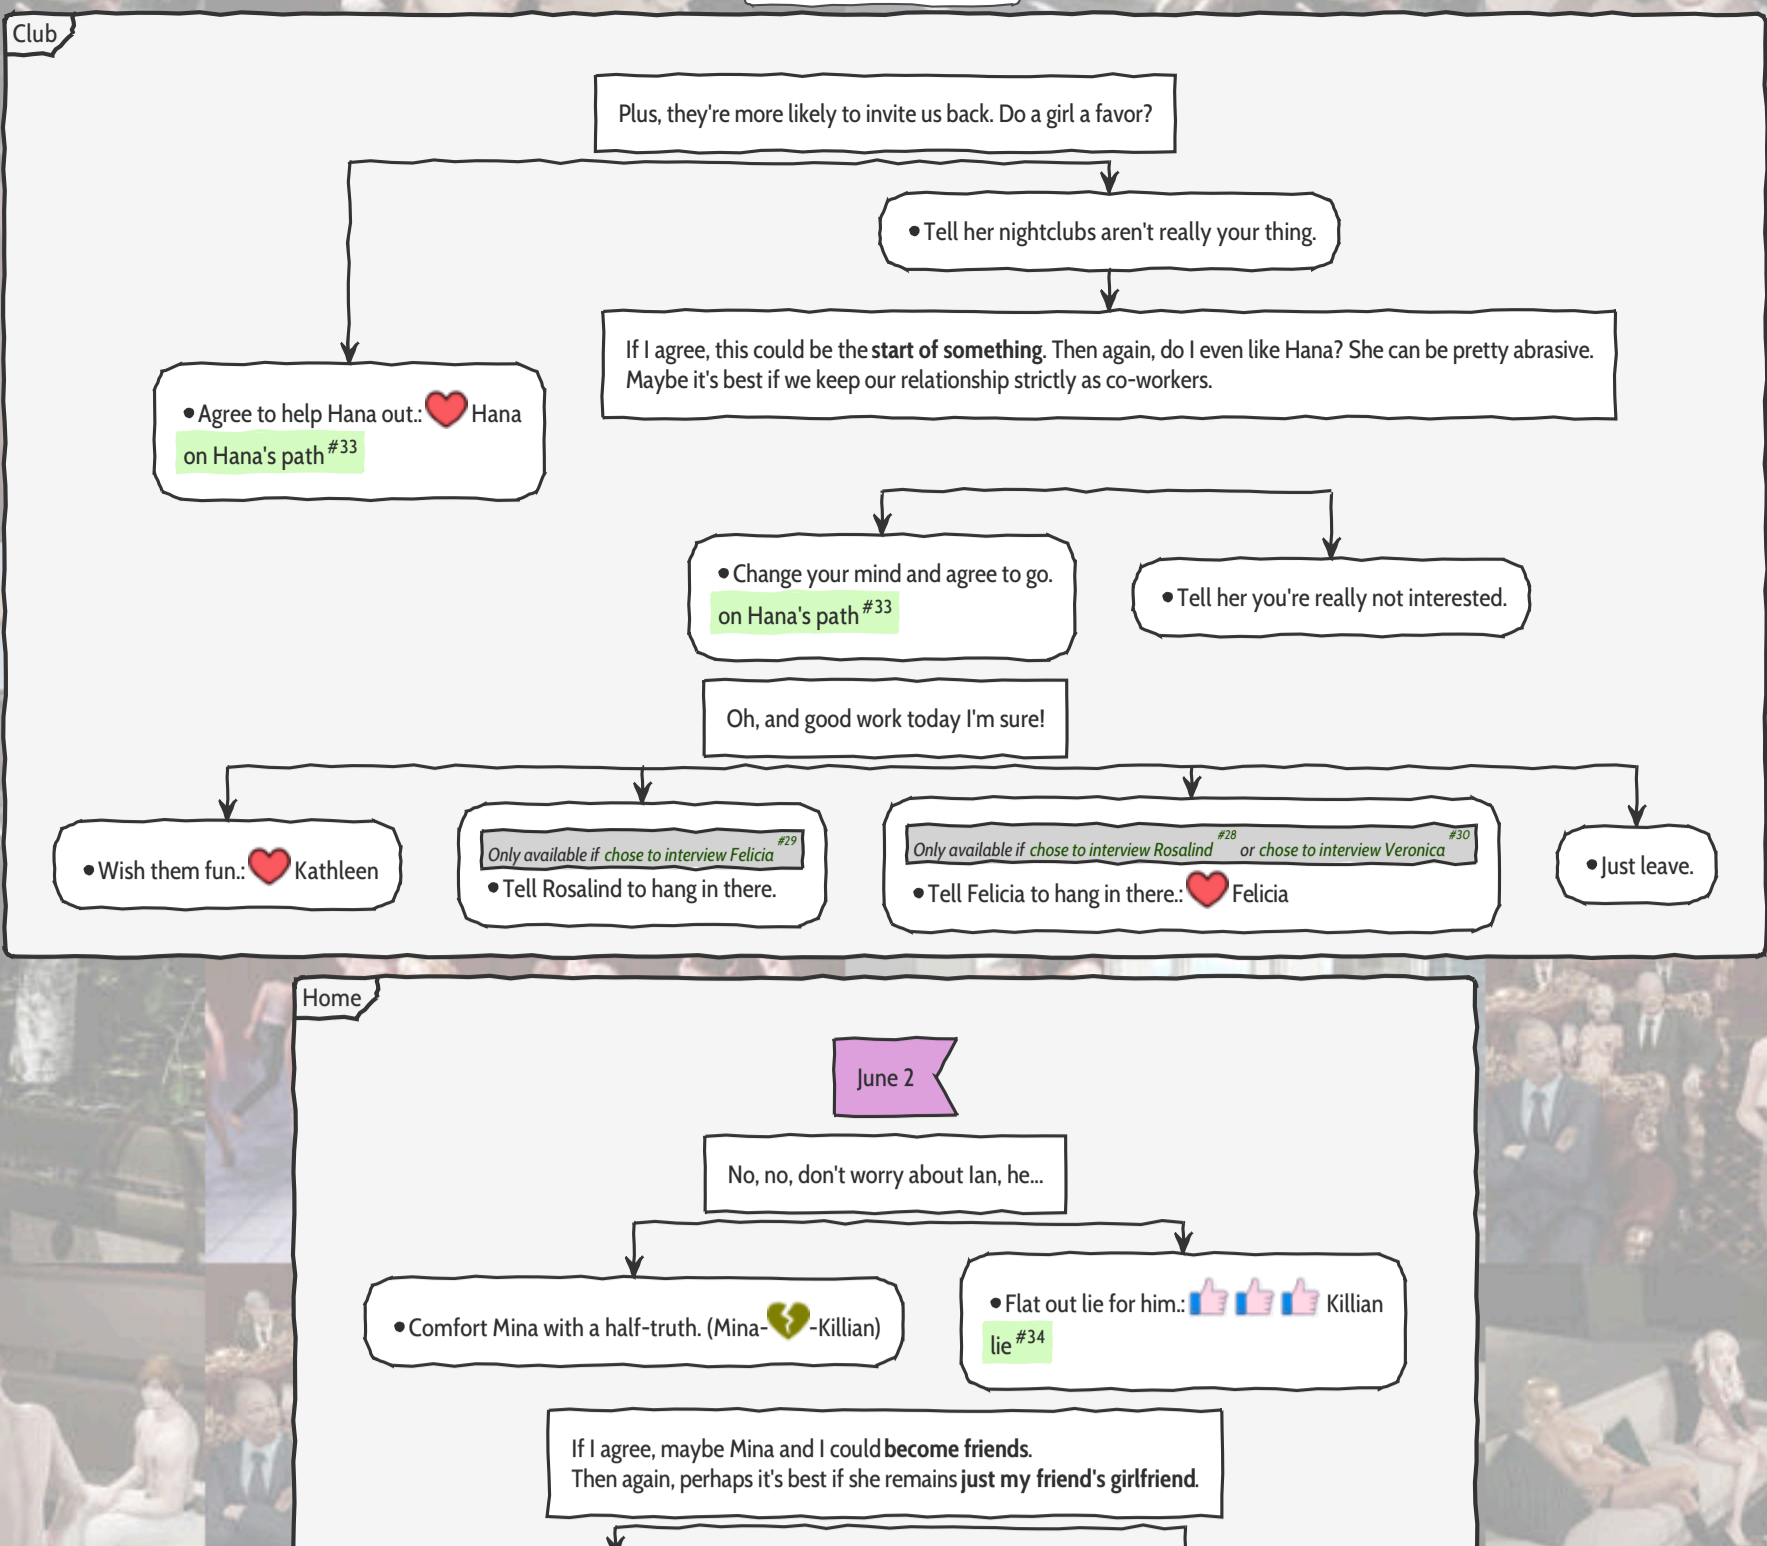 Club
Plus, they're more likely to invite us back. Do a girl a favor?
•Tell her nightclubs aren't really your thing.
If I agree, this could be the start of something. Then again, do I even like Hana? She can be pretty abrasive.
Maybe it's best if we keep our relationship strictly as co-workers.
•Agree to help Hana out.: Hana
on Hana's path #33
•Change your mind and agree to go.
on Hana's path #33
•Tell her you're really not interested.
Oh, and good work today I'm sure!
•Wish them fun.: Kathleen
Only available if chose to interview Felicia #29
•Tell Rosalind to hang in there.
Only available if chose to interview Rosalind #28 or chose to interview Veronica #30
•Tell Felicia to hang in there.: Felicia
•Just leave.
Home
June 2
No, no, don't worry about Ian, he...
•Comfort Mina with a half-truth. (Mina- -Killian)
•Flat out lie for him.: Killian
lie #34
If I agree, maybe Mina and I could become friends.
Then again, perhaps it's best if she remains just my friend's girlfriend.